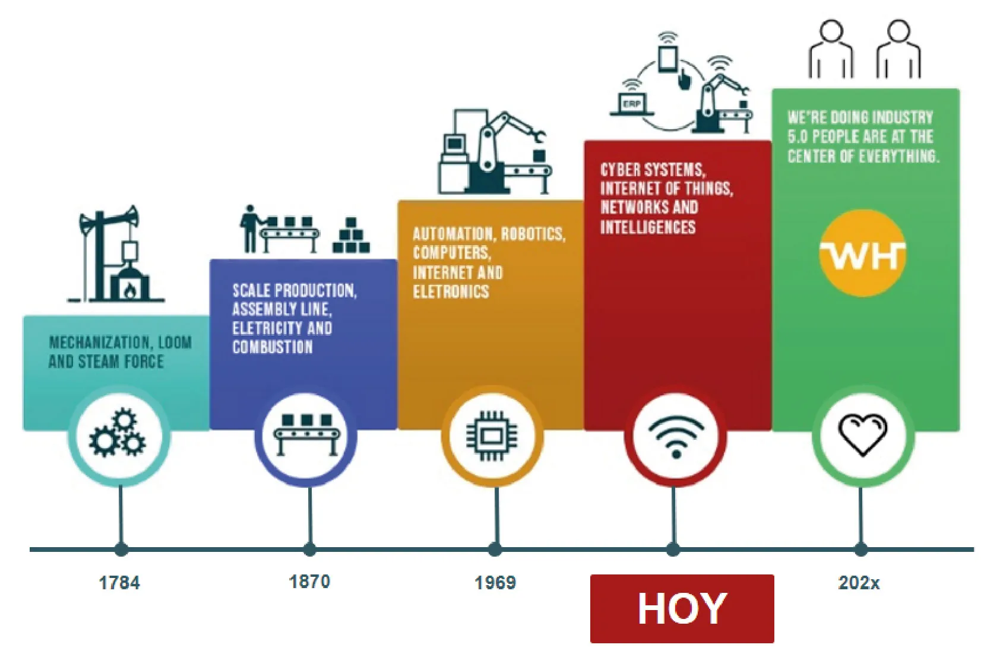 MECHANIZATION, LOOM
AND STEAM FORCE
SCALE PRODUCTION,
ASSEMBLY LINE,
ELETRICITY AND
COMBUSTION
AUTOMATION, ROBOTICS,
COMPUTERS,
INTERNET AND
ELETRONICS
ERP
CYBER SYSTEMS,
INTERNET OF THINGS,
NETWORKS AND
INTELLIGENCES
WE'RE DOING INDUSTRY
5.0 PEOPLE ARE AT THE
CENTER OF EVERYTHING.
WH
1784
1870
1969
HOY
202x